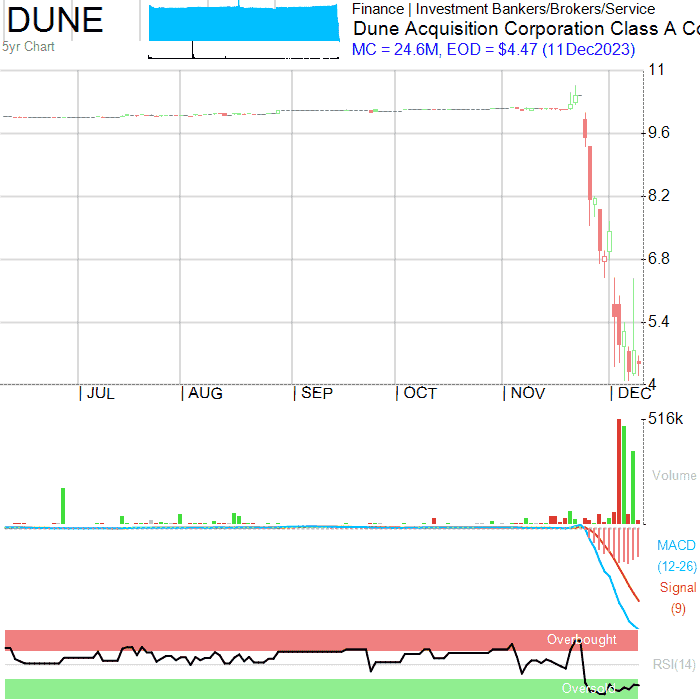 DUNE
5yr Chart
Finance | Investment Bankers/Brokers/Service
Dune Acquisition Corporation Class A Co
MC = 24.6M, EOD = $4.47 (11Dec2023)
11
9.6
8.2
6.8
5.4
4
| JUL | AUG | SEP | OCT | NOV | DEC
516k
Volume
MACD
(12-26)
Signal
(9)
Overbought
RSI(14)
Oversold